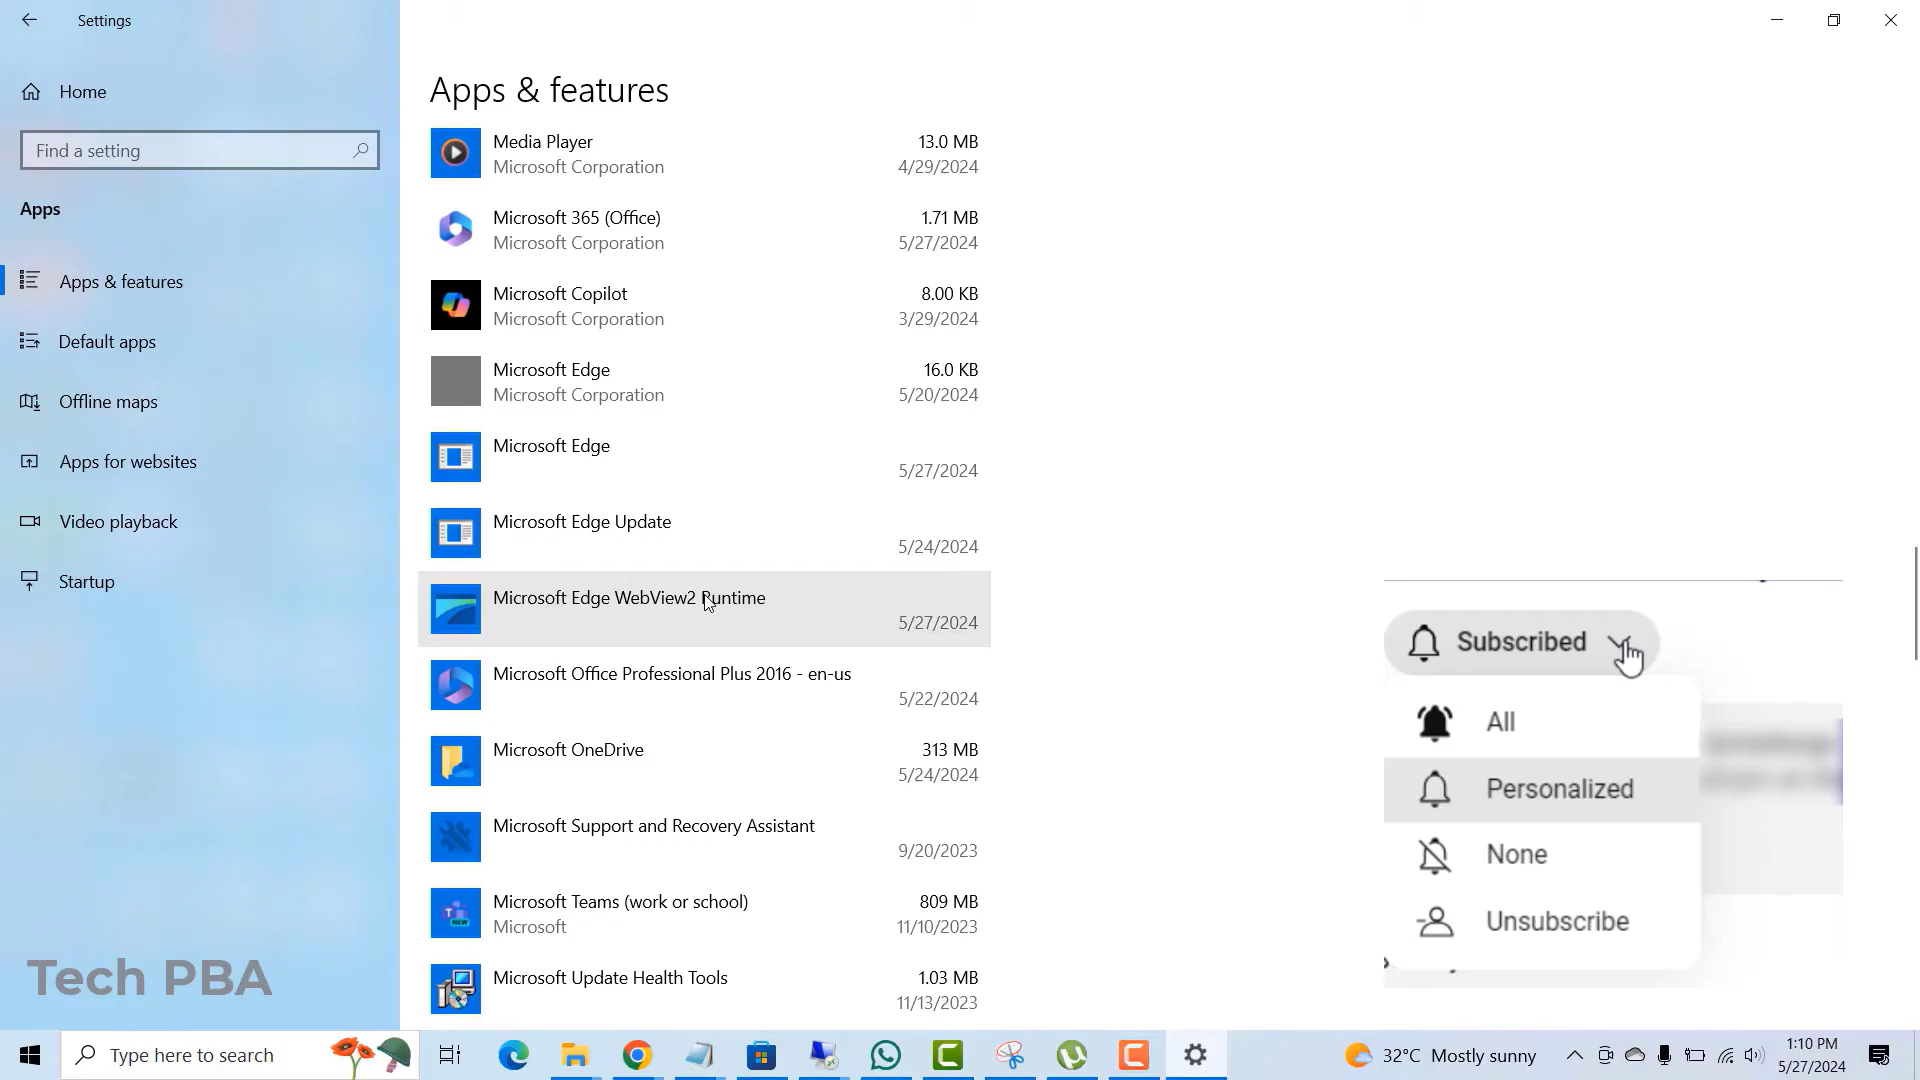 Settings
Home
Find a setting
Apps
Apps & features
Default apps
Offline maps
Apps for websites
Video playback
Startup
Tech PBA
Apps & features
Media Player 13.0 MB
Microsoft Corporation 4/29/2024
Microsoft 365 (Office) 1.71 MB
Microsoft Corporation 5/27/2024
Microsoft Copilot 8.00 KB
Microsoft Corporation 3/29/2024
Microsoft Edge 16.0 KB
Microsoft Corporation 5/20/2024
Microsoft Edge
5/27/2024
Microsoft Edge Update
5/24/2024
Microsoft Edge WebView2 Runtime
5/27/2024
Microsoft Office Professional Plus 2016 - en-us
5/22/2024
Microsoft OneDrive 313 MB
5/24/2024
Microsoft Support and Recovery Assistant
9/20/2023
Microsoft Teams (work or school) 809 MB
Microsoft 11/10/2023
Microsoft Update Health Tools 1.03 MB
11/13/2023
Subscribed
All
Personalized
None
Unsubscribe
Type here to search
32°C Mostly sunny
1:10 PM
5/27/2024